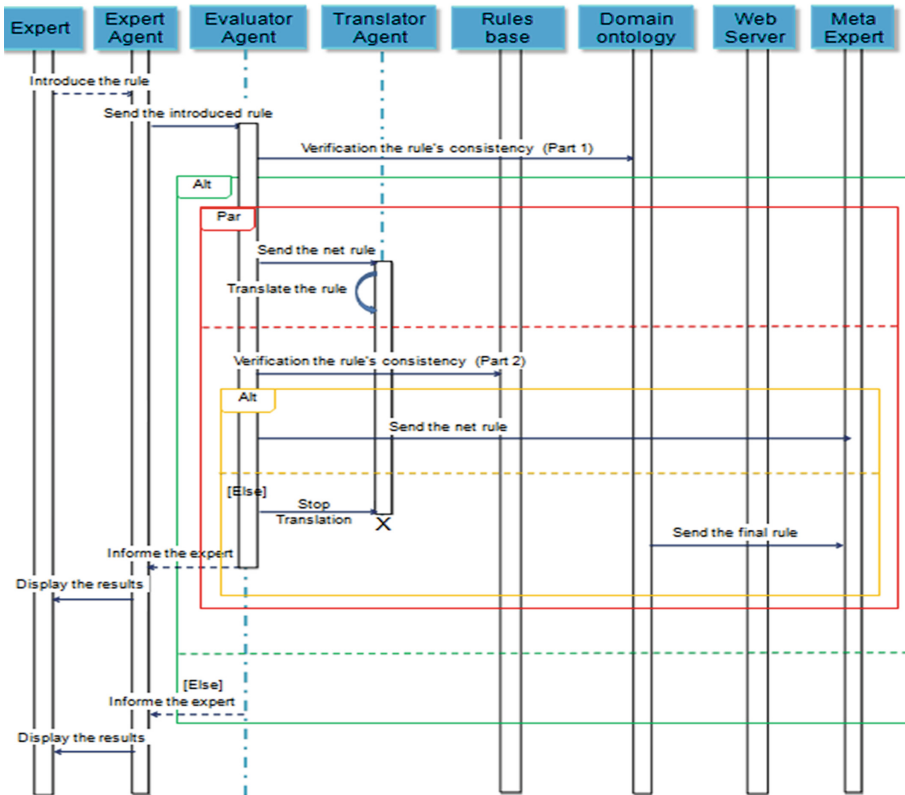 Expert
Expert
Agent
Evaluator
Agent
Translator
Agent
Rules
base
Domain
ontology
Web
Server
Meta
Expert
Introduce the rule
Send the introduced rule
Verification the rule's consistency (Part 1)
Alt
Par
Send the net rule
Translate the rule
Verification the rule's consistency (Part 2)
Alt
Send the net rule
[Else]
Stop
Translation
X
Send the final rule
Informe the expert
Display the results
[Else]
Informe the expert
Display the results